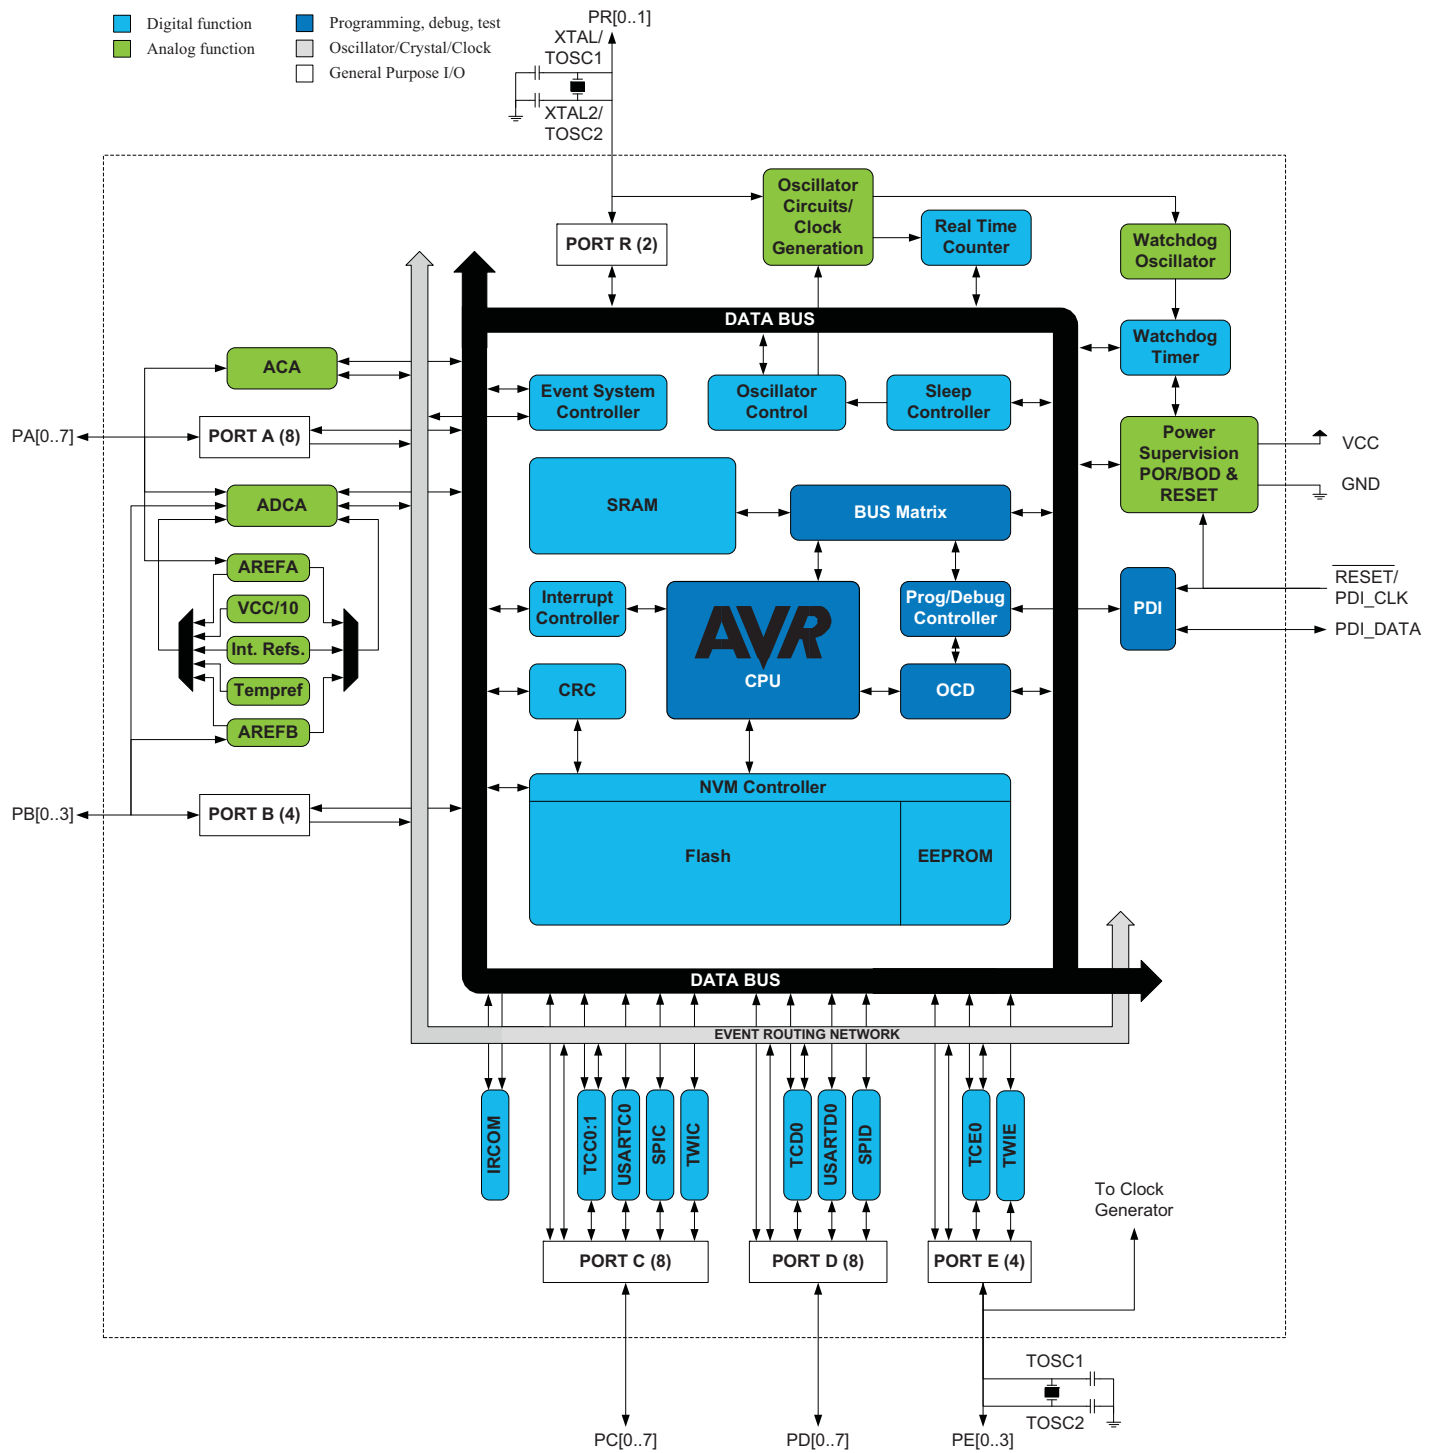 Digital function
Analog function
Programming, debug, test
Oscillator/Crystal/Clock
General Purpose I/O
PR[0..1]
XTAL/
TOSC1
XTAL2/
TOSC2
Oscillator
Circuits/
Clock
Generation
PORT R (2)
Real Time
Counter
Watchdog
Oscillator
DATA BUS
Watchdog
Timer
ACA
Event System
Controller
Oscillator
Control
Sleep
Controller
PA[0..7]
PORT A (8)
Power
Supervision
POR/BOD &
RESET
VCC
GND
ADCA
SRAM
BUS Matrix
AREFA
VCC/10
Int. Refs.
Tempref
AREFB
Interrupt
Controller
AVR
CPU
Prog/Debug
Controller
PDI
RESET/
PDI_CLK
PDI_DATA
CRC
OCD
NVM Controller
Flash
EEPROM
PB[0..3]
PORT B (4)
DATA BUS
EVENT ROUTING NETWORK
IRCOM
TCC0:1
USARTC0
SPIC
TWIC
TCD0
USARTD0
SPID
TCE0
TWIE
To Clock
Generator
PORT C (8)
PORT D (8)
PORT E (4)
TOSC1
TOSC2
PC[0..7]
PD[0..7]
PE[0..3]